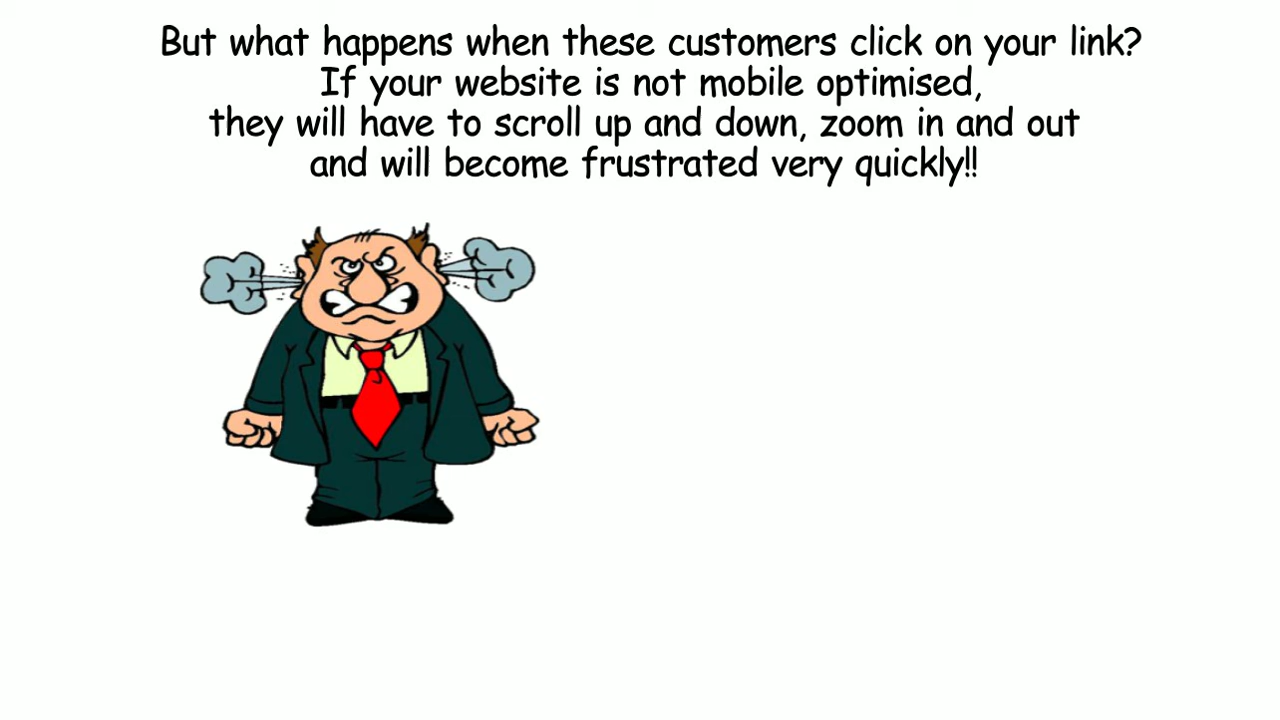 But what happens when these customers click on your link?
If your website is not mobile optimised,
they will have to scroll up and down, zoom in and out
and will become frustrated very quickly!!